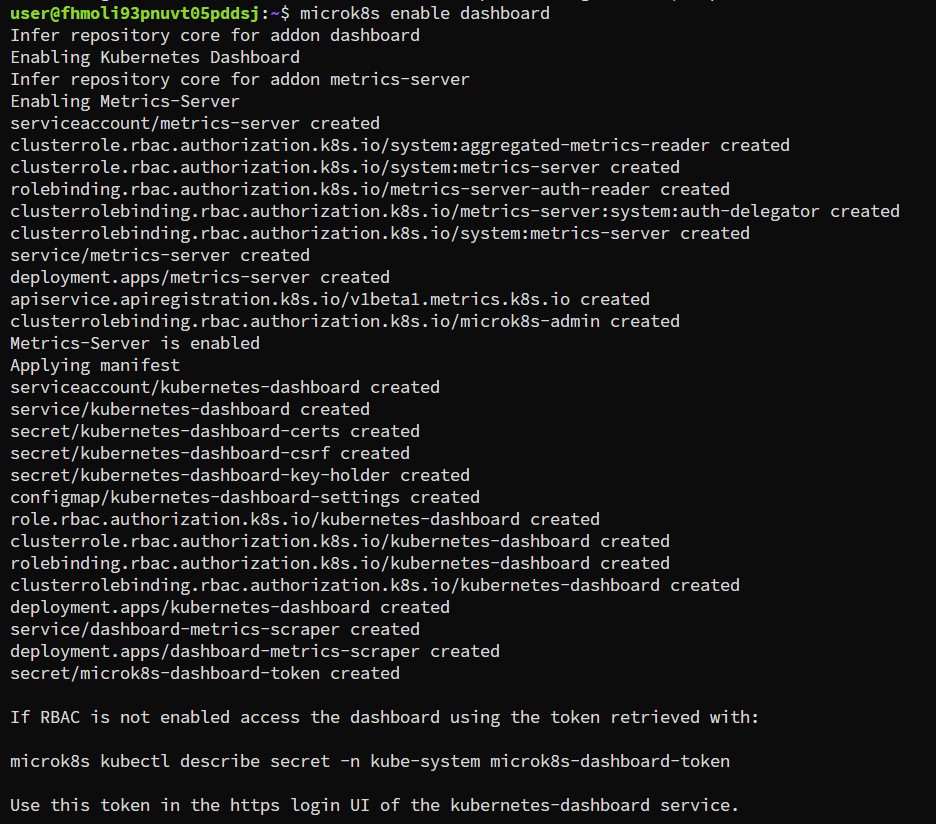 user@fhmoli93pnuvt05pddsj:~$ microk8s enable dashboard
Infer repository core for addon dashboard
Enabling Kubernetes Dashboard
Infer repository core for addon metrics-server
Enabling Metrics-Server
serviceaccount/metrics-server created
clusterrole.rbac.authorization.k8s.io/system:aggregated-metrics-reader created
clusterrole.rbac.authorization.k8s.io/system:metrics-server created
rolebinding.rbac.authorization.k8s.io/metrics-server-auth-reader created
clusterrolebinding.rbac.authorization.k8s.io/metrics-server:system:auth-delegator created
clusterrolebinding.rbac.authorization.k8s.io/system:metrics-server created
service/metrics-server created
deployment.apps/metrics-server created
apiservice.apiregistration.k8s.io/v1beta1.metrics.k8s.io created
clusterrolebinding.rbac.authorization.k8s.io/microk8s-admin created
Metrics-Server is enabled
Applying manifest
serviceaccount/kubernetes-dashboard created
service/kubernetes-dashboard created
secret/kubernetes-dashboard-certs created
secret/kubernetes-dashboard-csrf created
secret/kubernetes-dashboard-key-holder created
configmap/kubernetes-dashboard-settings created
role.rbac.authorization.k8s.io/kubernetes-dashboard created
clusterrole.rbac.authorization.k8s.io/kubernetes-dashboard created
rolebinding.rbac.authorization.k8s.io/kubernetes-dashboard created
clusterrolebinding.rbac.authorization.k8s.io/kubernetes-dashboard created
deployment.apps/kubernetes-dashboard created
service/dashboard-metrics-scraper created
deployment.apps/dashboard-metrics-scraper created
secret/microk8s-dashboard-token created

If RBAC is not enabled access the dashboard using the token retrieved with:

microk8s kubectl describe secret -n kube-system microk8s-dashboard-token

Use this token in the https login UI of the kubernetes-dashboard service.